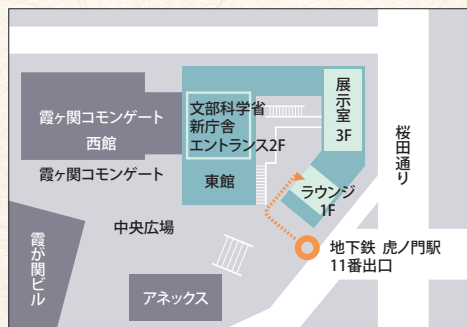 霞ヶ関コモンゲート
西館
文部科学省
新庁舎
エントランス2F
東館
展示室
3F
桜田通り
霞ヶ関コモンゲート
ラウンジ
1F
中央広場
地下鉄 虎ノ門駅
11番出口
霞が関ビル
アネックス